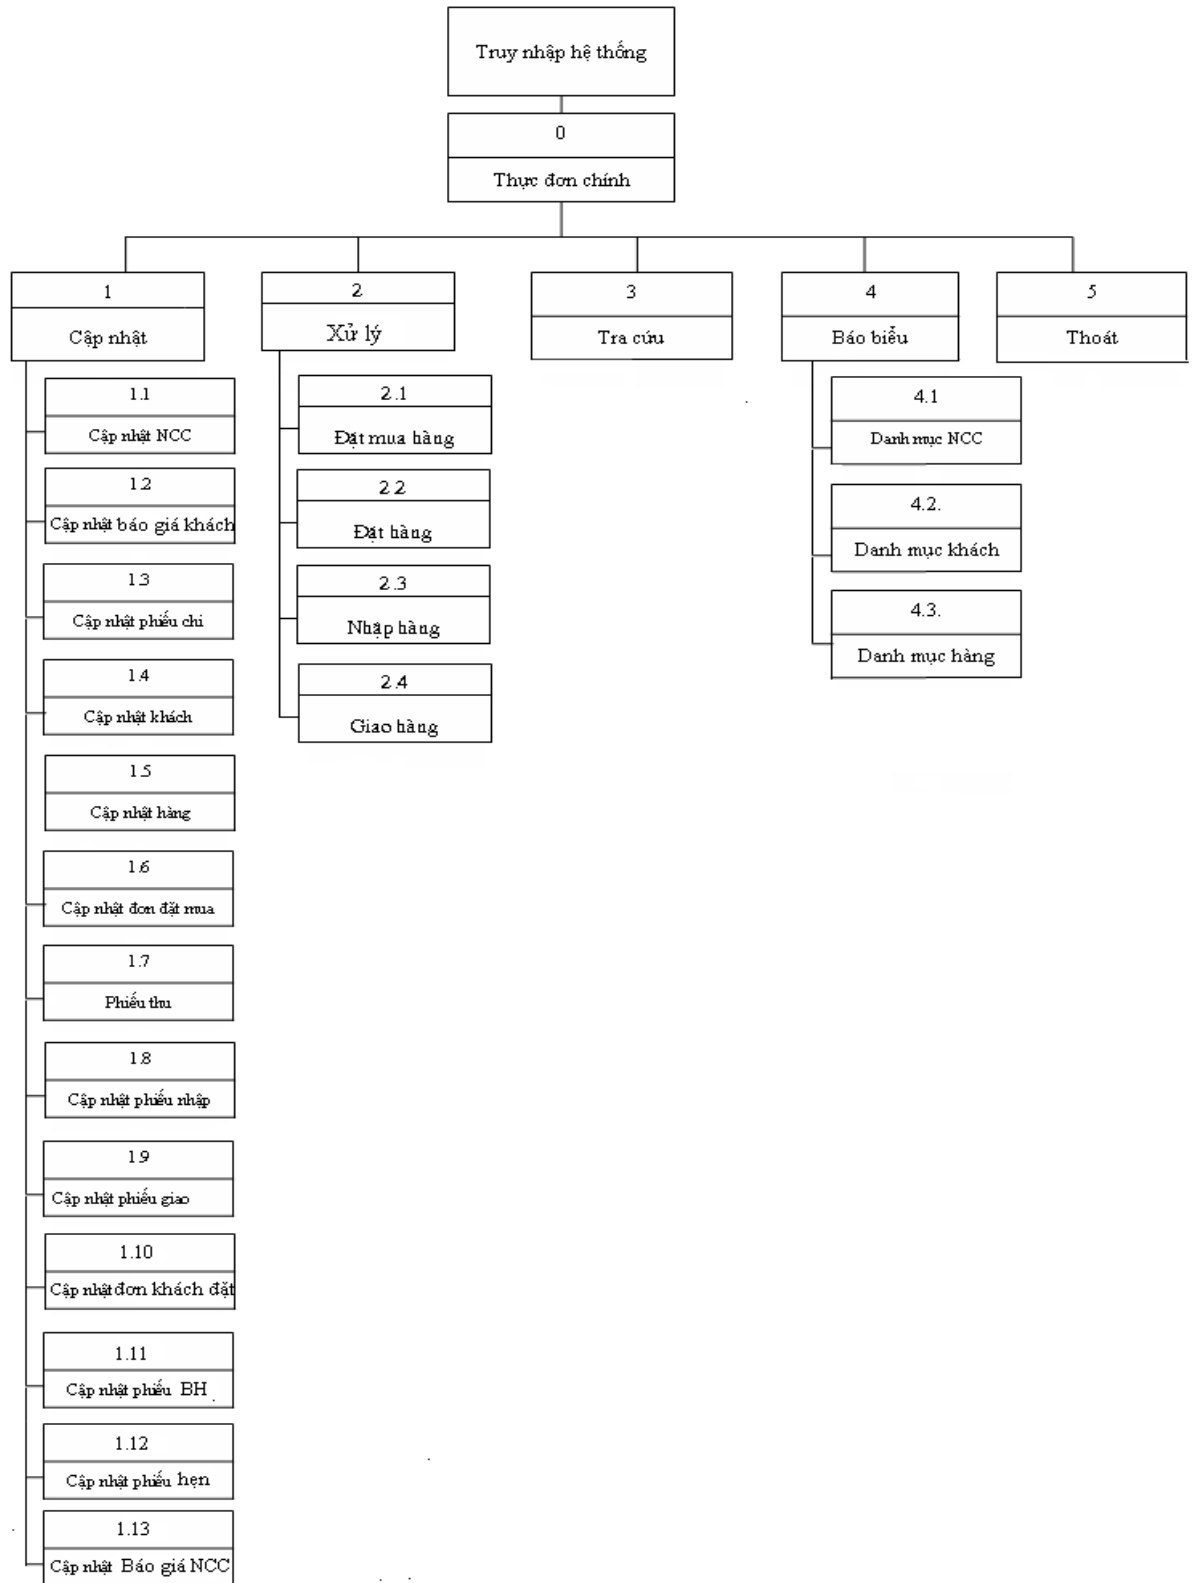 Truy nhập hệ thống
0
Thực đơn chính
1
Cập nhật
2
Xử lý
3
Tra cứu
4
Báo biểu
5
Thoát
1.1
Cập nhật NCC
1.2
Cập nhật báo giá khách
1.3
Cập nhật phiếu chi
1.4
Cập nhật khách
1.5
Cập nhật hàng
1.6
Cập nhật đơn đặt mua
1.7
Phiếu thu
1.8
Cập nhật phiếu nhập
1.9
Cập nhật phiếu giao
1.10
Cập nhật đơn khách đặt
1.11
Cập nhật phiếu BH
1.12
Cập nhật phiếu hẹn
1.13
Cập nhật Báo giá NCC
2.1
Đặt mua hàng
2.2
Đặt hàng
2.3
Nhập hàng
2.4
Giao hàng
4.1
Danh mục NCC
4.2.
Danh mục khách
4.3.
Danh mục hàng